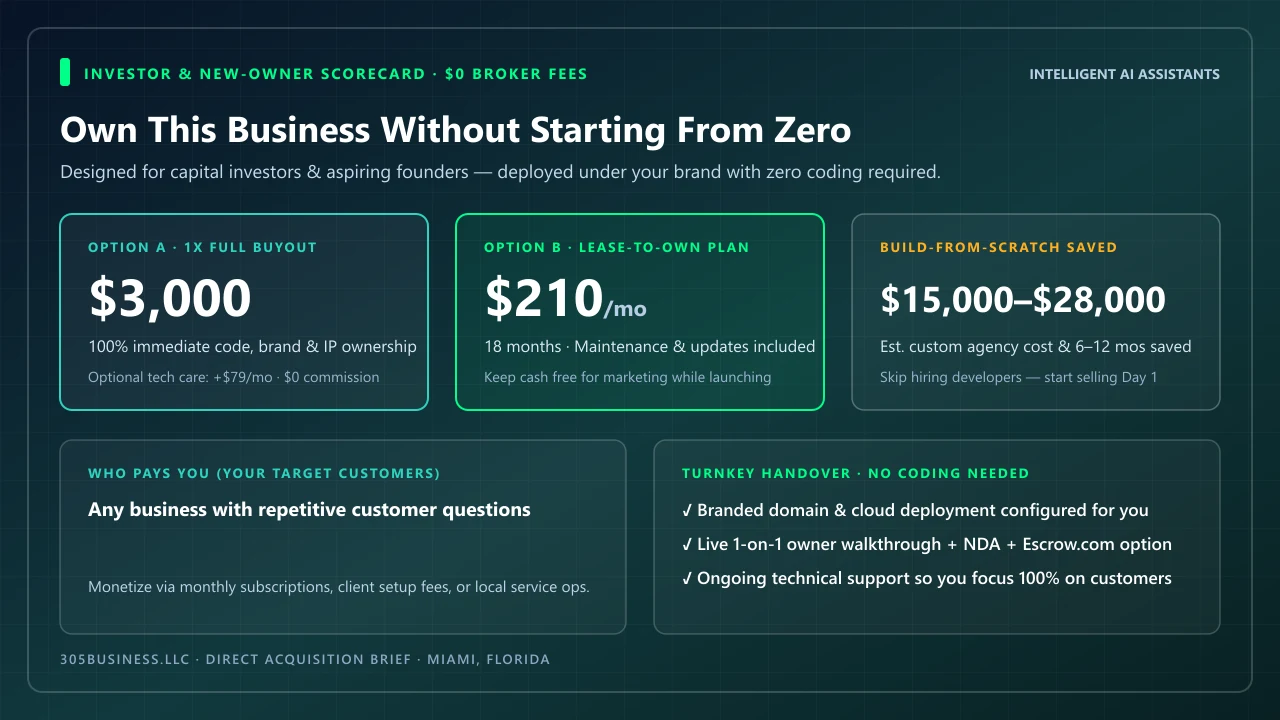 INVESTOR & NEW-OWNER SCORECARD · $0 BROKER FEES
INTELLIGENT AI ASSISTANTS
Own This Business Without Starting From Zero
Designed for capital investors & aspiring founders — deployed under your brand with zero coding required.
OPTION A · 1X FULL BUYOUT
$3,000
100% immediate code, brand & IP ownership
Optional tech care: +$79/mo · $0 commission
OPTION B · LEASE-TO-OWN PLAN
$210/mo
18 months · Maintenance & updates included
Keep cash free for marketing while launching
BUILD-FROM-SCRATCH SAVED
$15,000–$28,000
Est. custom agency cost & 6–12 mos saved
Skip hiring developers — start selling Day 1
WHO PAYS YOU (YOUR TARGET CUSTOMERS)
Any business with repetitive customer questions
Monetize via monthly subscriptions, client setup fees, or local service ops.
TURNKEY HANDOVER · NO CODING NEEDED
✓ Branded domain & cloud deployment configured for you
✓ Live 1-on-1 owner walkthrough + NDA + Escrow.com option
✓ Ongoing technical support so you focus 100% on customers
305BUSINESS.LLC · DIRECT ACQUISITION BRIEF · MIAMI, FLORIDA